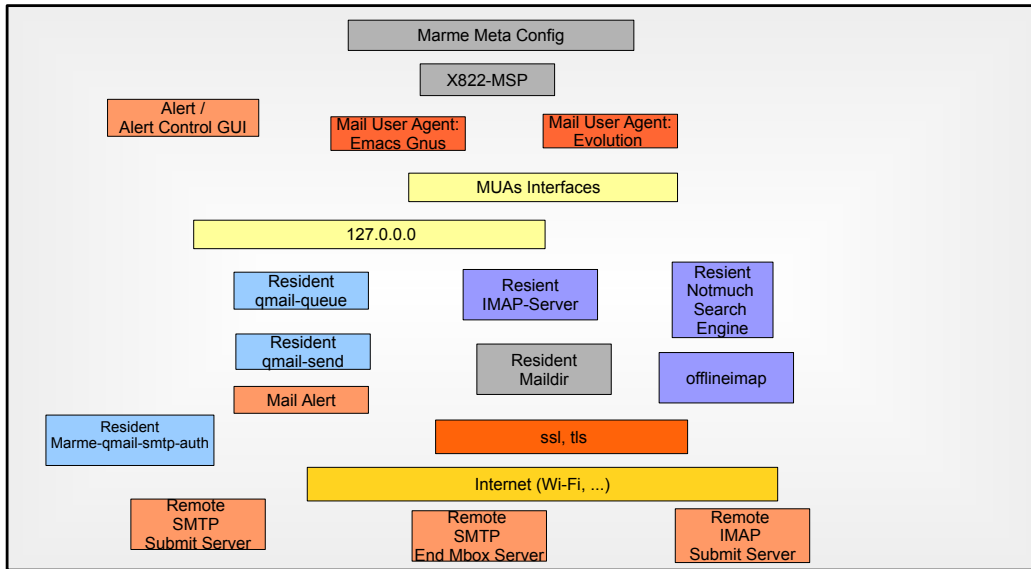 Marme Meta Config
X822-MSP
Alert /
Alert Control GUI
Mail User Agent:
Emacs Gnus
Mail User Agent:
Evolution
MUAs Interfaces
127.0.0.0
Resident
qmail-queue
Resient
IMAP-Server
Resient
Notmuch
Search
Engine
Resident
qmail-send
Resident
Maildir
offlineimap
Mail Alert
Resident
Marme-qmail-smtp-auth
ssl, tls
Internet (Wi-Fi, ...)
Remote
SMTP
Submit Server
Remote
SMTP
End Mbox Server
Remote
IMAP
Submit Server